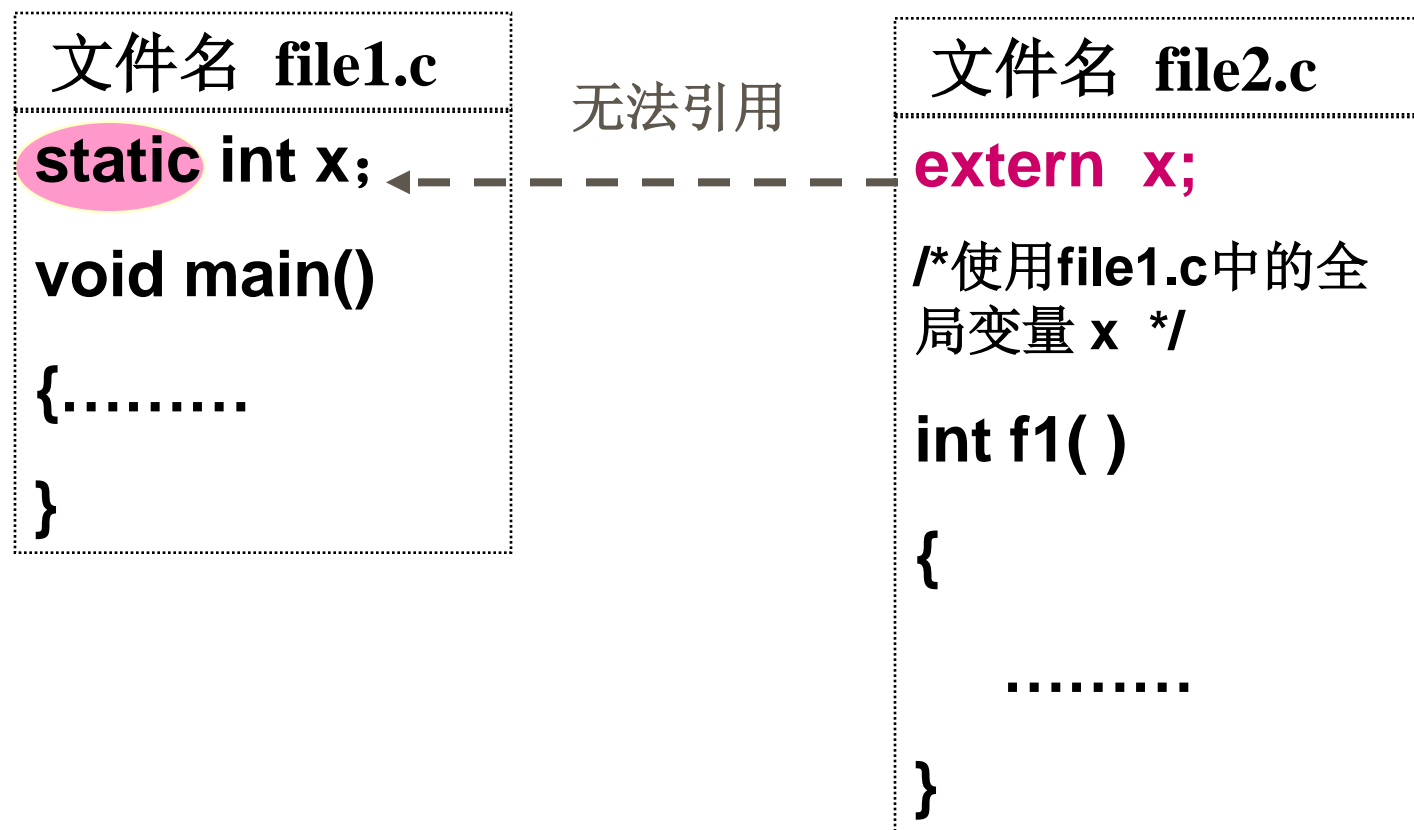 文件名 file1.c
static int x；
void main()
{………
}
无法引用
文件名 file2.c
extern x;
/*使用file1.c中的全
局变量 x */
int f1( )
{
………
}